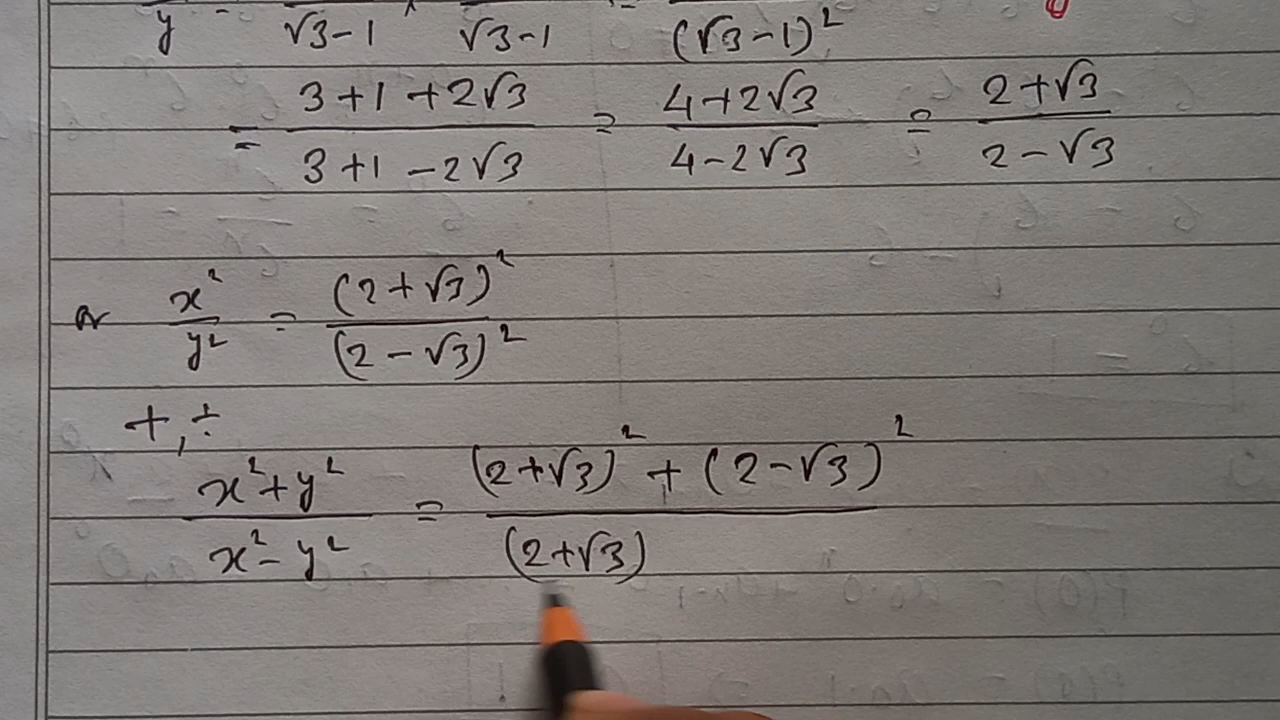 y = √3-1 × √3-1 = (√3-1)²
= 3+1+2√3 / 3+1-2√3 = 4+2√3 / 4-2√3 = 2+√3 / 2-√3
or x² / y² = (2+√3)² / (2-√3)²
+, ÷
x²+y² / x²-y² = (2+√3)² + (2-√3)² / (2+√3)